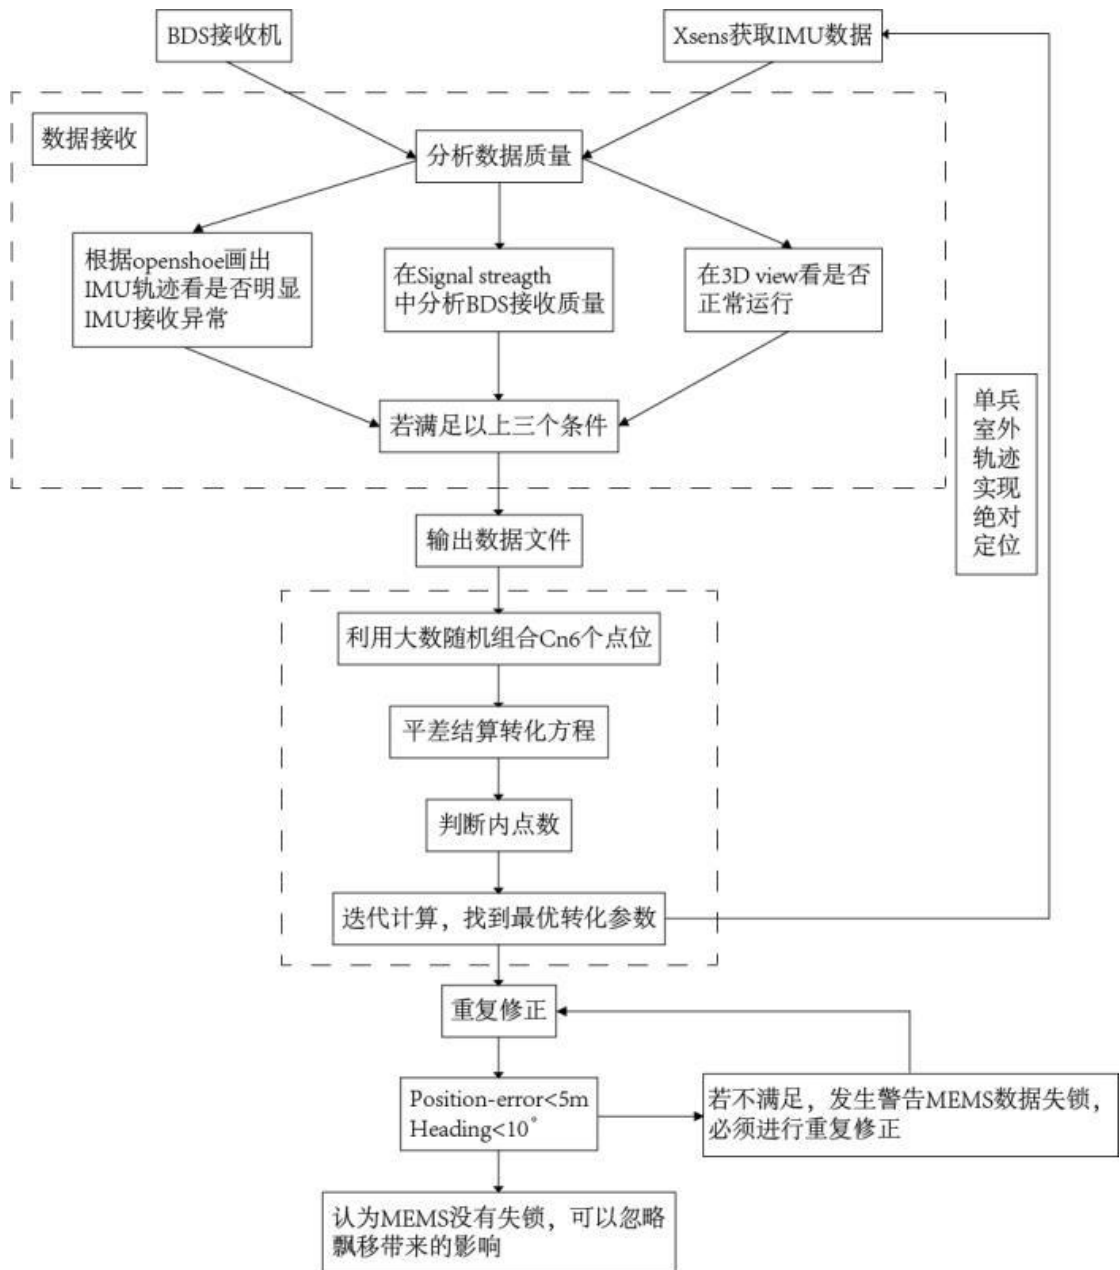 BDS接收机
Xsens获取IMU数据
数据接收
分析数据质量
根据openshoe画出
IMU轨迹看是否明显
IMU接收异常
在Signal streagth
中分析BDS接收质量
在3D view看是否
正常运行
若满足以上三个条件
单兵
室外
轨迹
实现
绝对
定位
输出数据文件
利用大数随机组合Cn6个点位
平差结算转化方程
判断内点数
迭代计算，找到最优转化参数
重复修正
Position-error<5m
Heading<10°
若不满足，发生警告MEMS数据失锁，
必须进行重复修正
认为MEMS没有失锁，可以忽略
飘移带来的影响